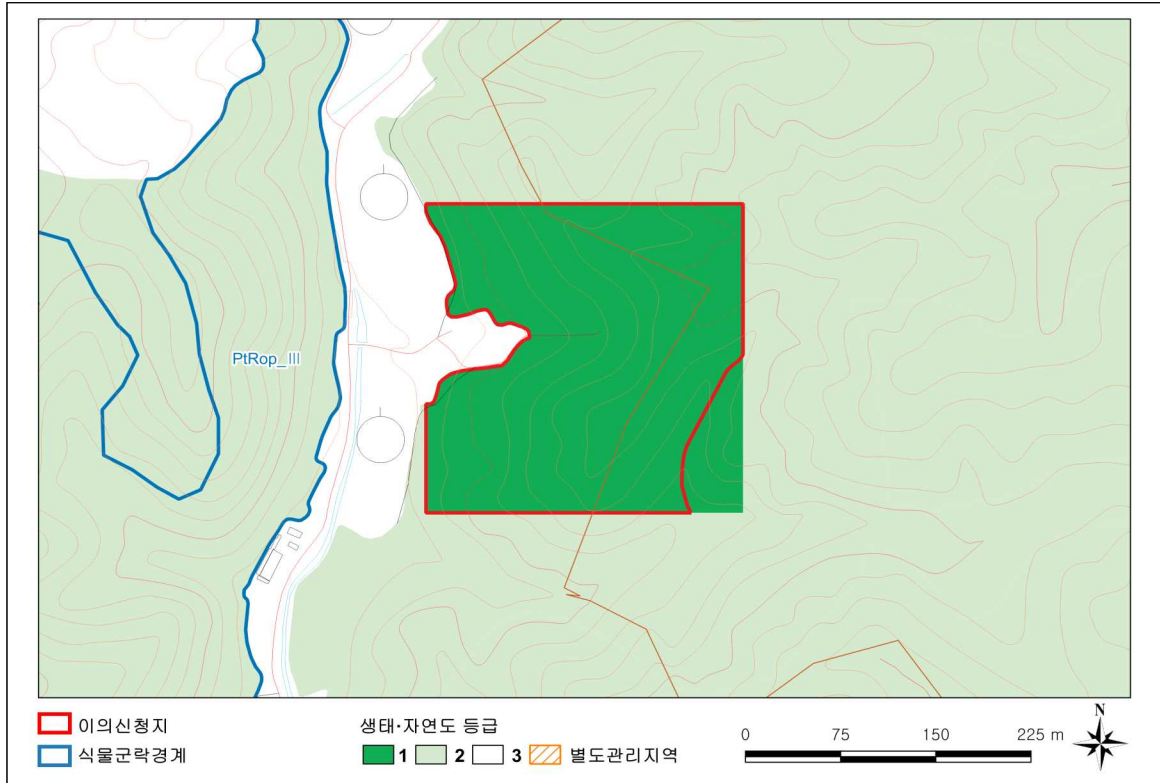 PtRop_III
이의신청지
식물군락경계
생태·자연도 등급
1 2 3 별도관리지역
0 75 150 225 m
N